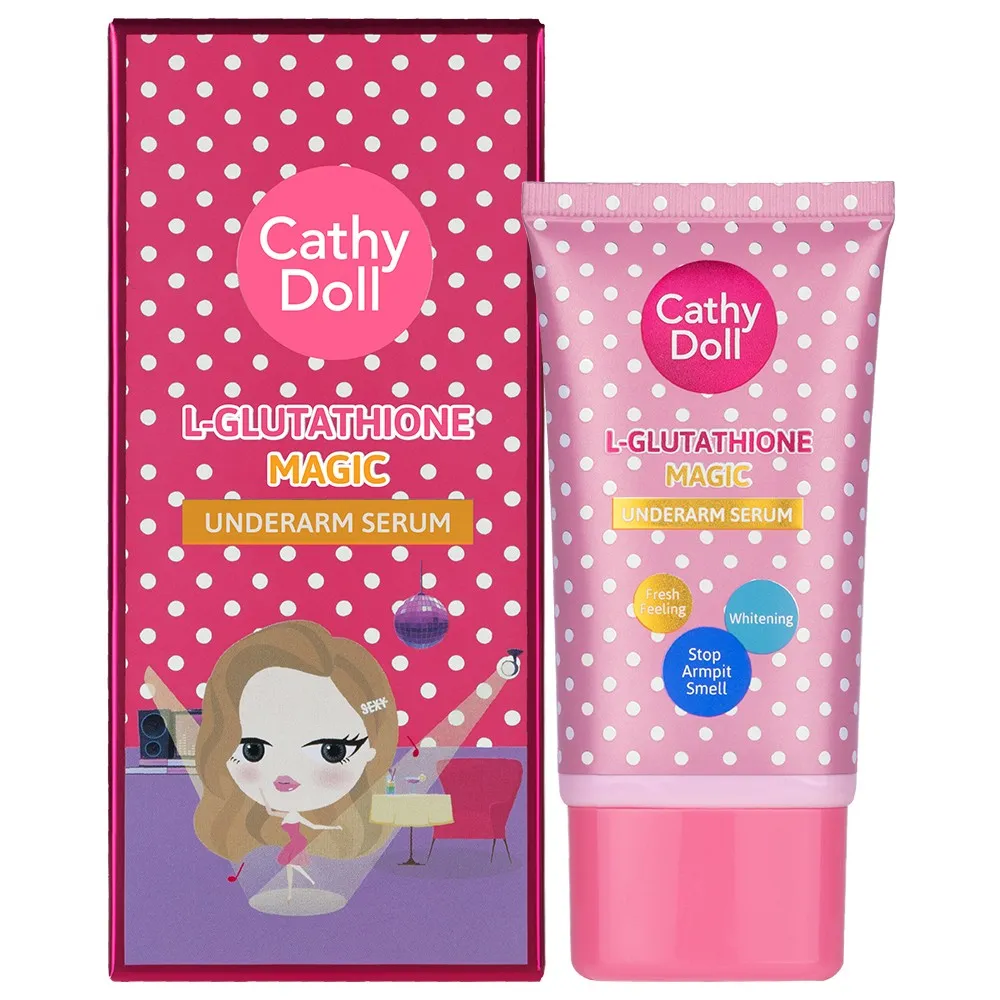 Cathy
Doll
L-GLUTATHIONE
MAGIC
UNDERARM SERUM
SEXY
Cathy
Doll
L-GLUTATHIONE
MAGIC
UNDERARM SERUM
Fresh
Feeling
Whitening
Stop
Armpit
Smell